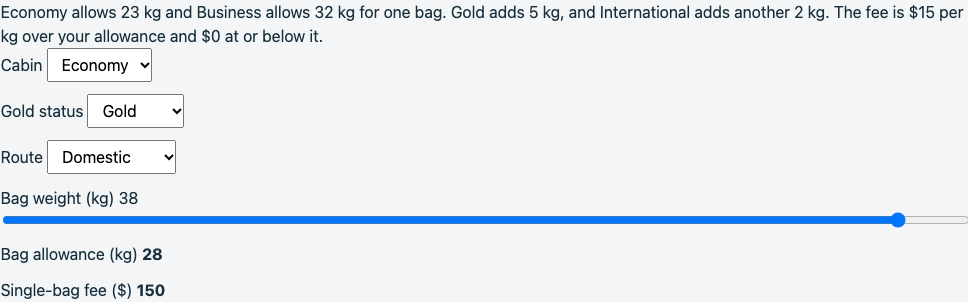 Economy allows 23 kg and Business allows 32 kg for one bag. Gold adds 5 kg, and International adds another 2 kg. The fee is $15 per
kg over your allowance and $0 at or below it.
Cabin Economy
Gold status Gold
Route Domestic
Bag weight (kg) 38
Bag allowance (kg) 28
Single-bag fee ($) 150